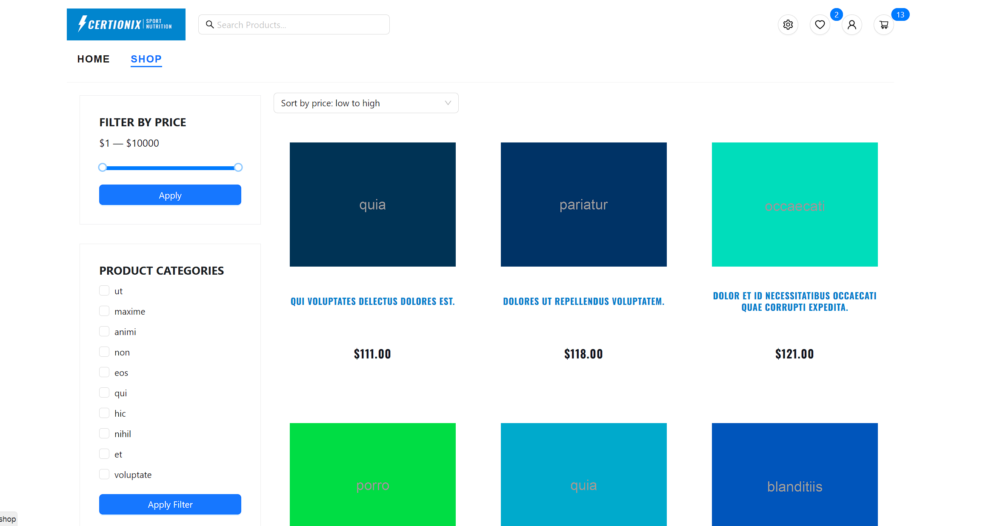 CERTIONIX SPORT NUTRITION
Search Products...
2
13
HOME
SHOP
FILTER BY PRICE
$1 — $10000
Apply
PRODUCT CATEGORIES
ut
maxime
animi
non
eos
qui
hic
nihil
et
voluptate
Apply Filter
Sort by price: low to high
quia
pariatur
occaecati
QUI VOLUPTATES DELECTUS DOLORES EST.
DOLORES UT REPELLENDUS VOLUPTATEM.
DOLOR ET ID NECESSITATIBUS OCCAECATI
QUAE CORRUPTI EXPEDITA.
$111.00
$118.00
$121.00
porro
quia
blanditiis
shop